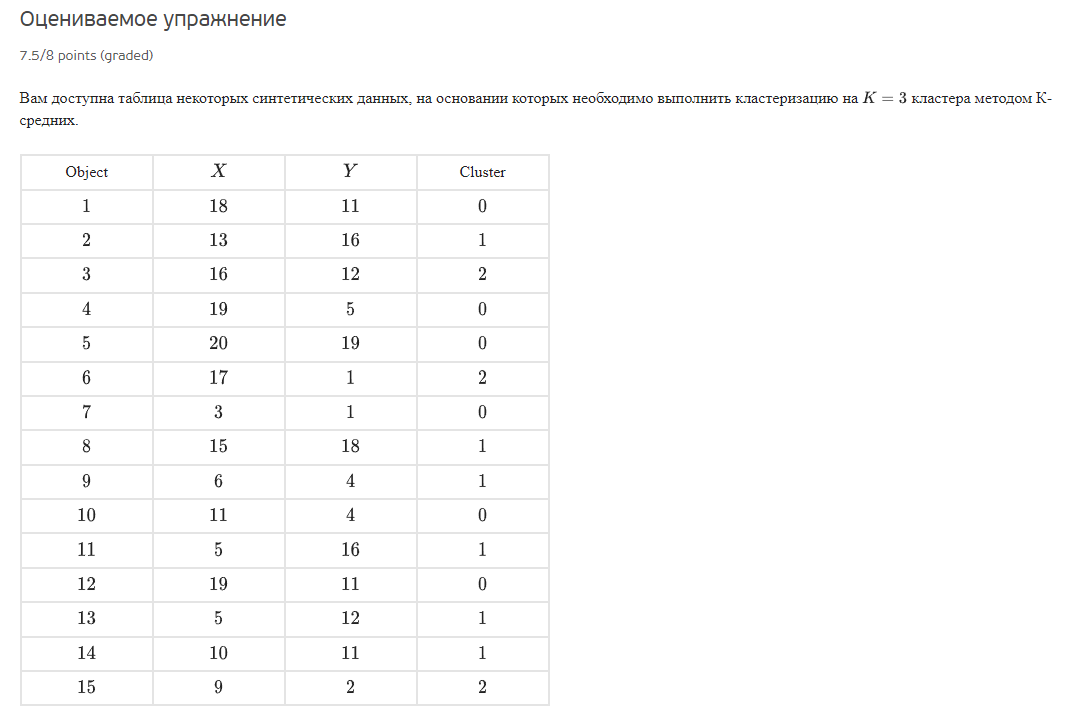 Оцениваемое упражнение
7.5/8 points (graded)
Вам доступна таблица некоторых синтетических данных, на основании которых необходимо выполнить кластеризацию на K = 3 кластера методом К-
средних.
Object X Y Cluster
1 18 11 0
2 13 16 1
3 16 12 2
4 19 5 0
5 20 19 0
6 17 1 2
7 3 1 0
8 15 18 1
9 6 4 1
10 11 4 0
11 5 16 1
12 19 11 0
13 5 12 1
14 10 11 1
15 9 2 2